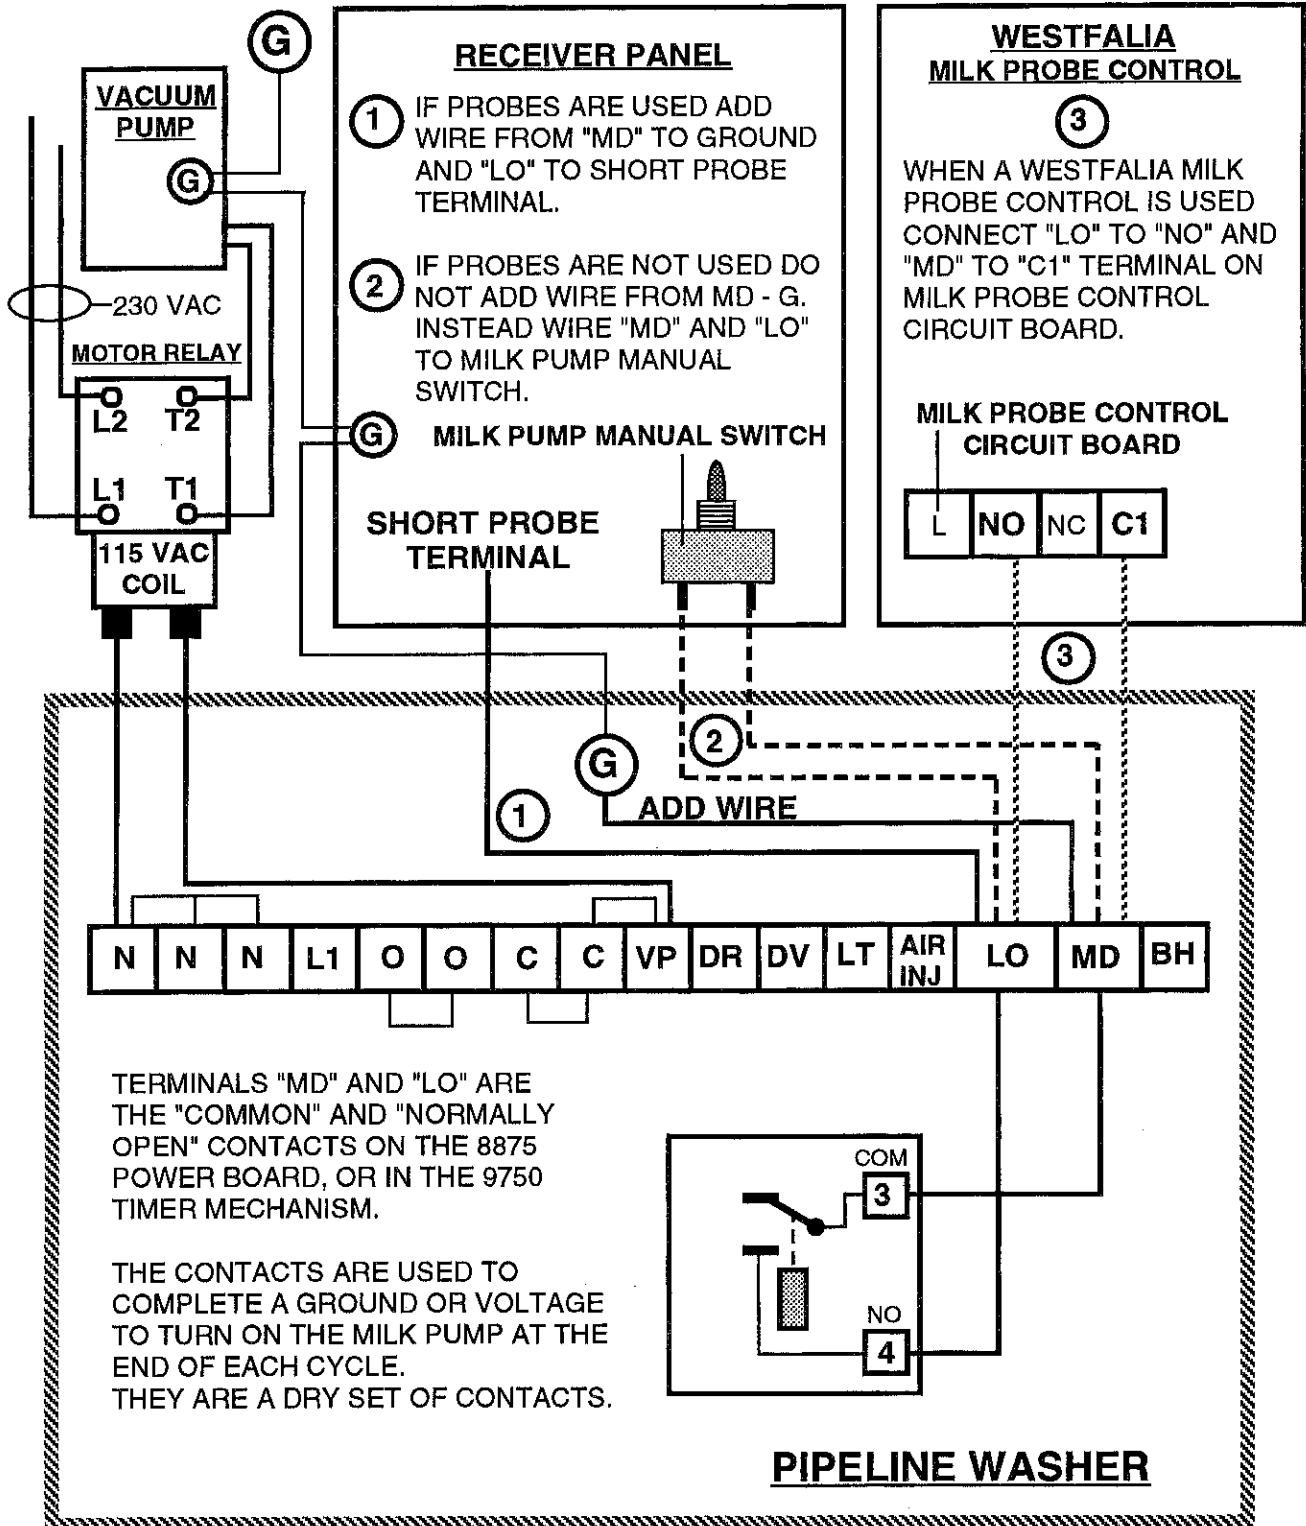 G
VACUUM
PUMP
G
230 VAC
MOTOR RELAY
L2 T2
L1 T1
115 VAC
COIL
RECEIVER PANEL
1
IF PROBES ARE USED ADD
WIRE FROM "MD" TO GROUND
AND "LO" TO SHORT PROBE
TERMINAL.
2
IF PROBES ARE NOT USED DO
NOT ADD WIRE FROM MD - G.
INSTEAD WIRE "MD" AND "LO"
TO MILK PUMP MANUAL
SWITCH.
G
MILK PUMP MANUAL SWITCH
SHORT PROBE
TERMINAL
WESTFALIA
MILK PROBE CONTROL
3
WHEN A WESTFALIA MILK
PROBE CONTROL IS USED
CONNECT "LO" TO "NO" AND
"MD" TO "C1" TERMINAL ON
MILK PROBE CONTROL
CIRCUIT BOARD.
MILK PROBE CONTROL
CIRCUIT BOARD
L NO NC C1
3
2
G
1
ADD WIRE
N N N L1 O O C C VP DR DV LT AIR INJ LO MD BH
TERMINALS "MD" AND "LO" ARE
THE "COMMON" AND "NORMALLY
OPEN" CONTACTS ON THE 8875
POWER BOARD, OR IN THE 9750
TIMER MECHANISM.
THE CONTACTS ARE USED TO
COMPLETE A GROUND OR VOLTAGE
TO TURN ON THE MILK PUMP AT THE
END OF EACH CYCLE.
THEY ARE A DRY SET OF CONTACTS.
COM
3
NO
4
PIPELINE WASHER